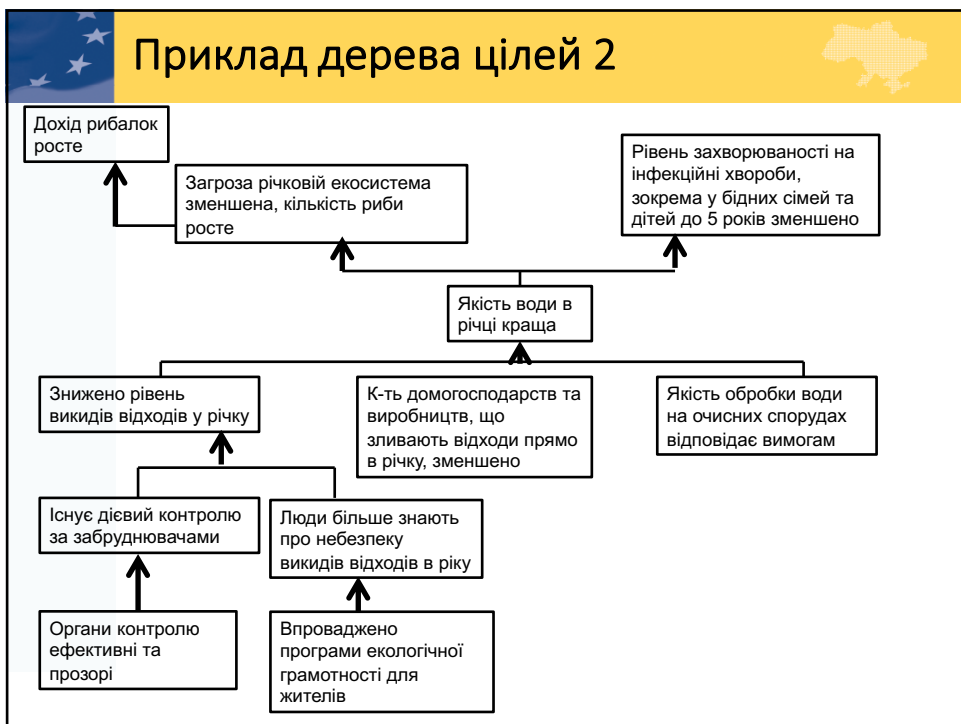 Приклад дерева цілей 2
Дохід рибалок
росте
Загроза річковій екосистема
зменшена, кількість риби
росте
Рівень захворюваності на
інфекційні хвороби,
зокрема у бідних сімей та
дітей до 5 років зменшено
Якість води в
річці краща
Знижено рівень
викидів відходів у річку
К-ть домогосподарств та
виробництв, що
зливають відходи прямо
в річку, зменшено
Якість обробки води
на очисних спорудах
відповідає вимогам
Існує дієвий контролю
за забруднювачами
Люди більше знають
про небезпеку
викидів відходів в ріку
Органи контролю
ефективні та
прозорі
Впроваджено
програми екологічної
грамотності для
жителів